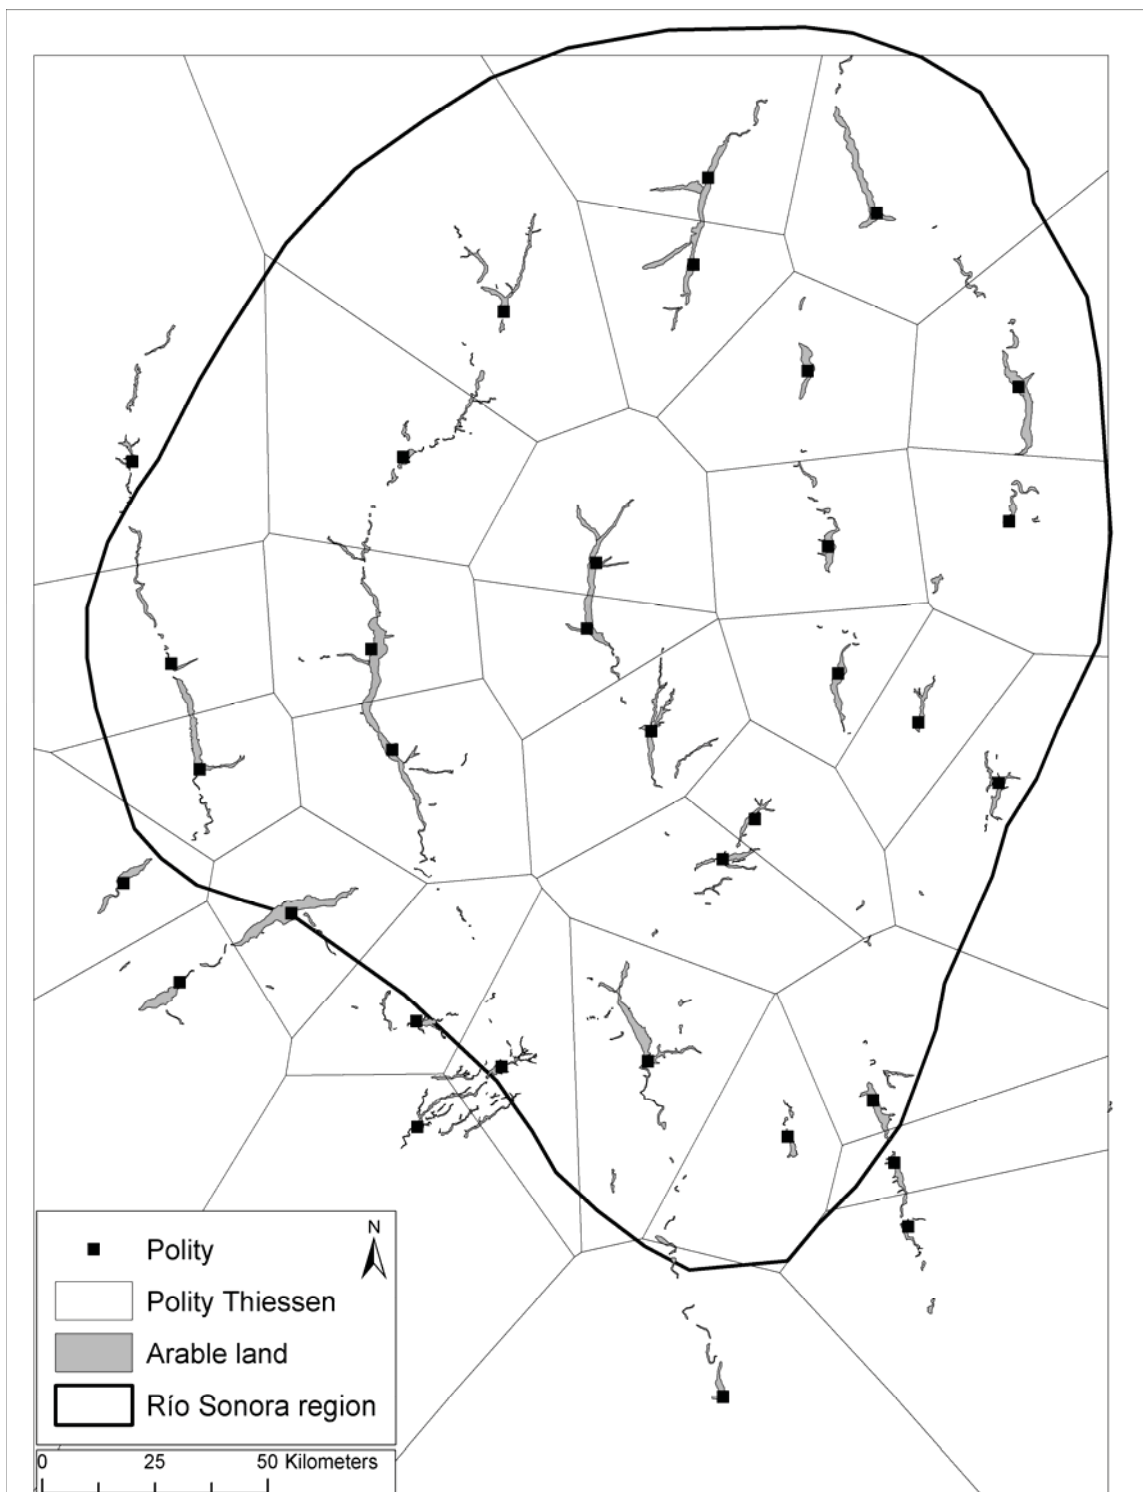 N
Polity
Polity Thiessen
Arable land
Río Sonora region
0 25 50 Kilometers